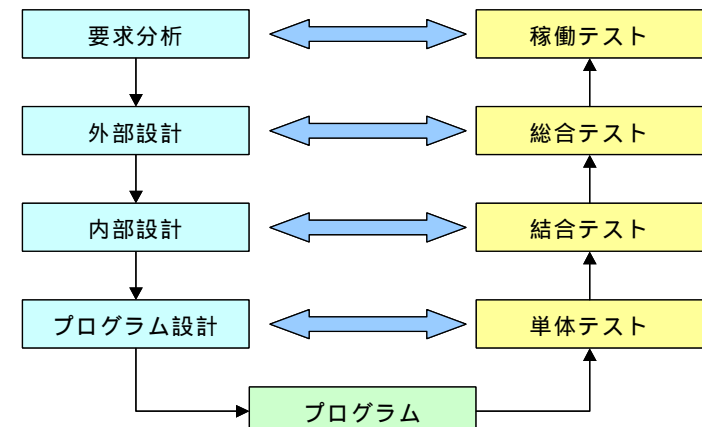 要求分析
稼働テスト
外部設計
総合テスト
内部設計
結合テスト
プログラム設計
単体テスト
プログラム